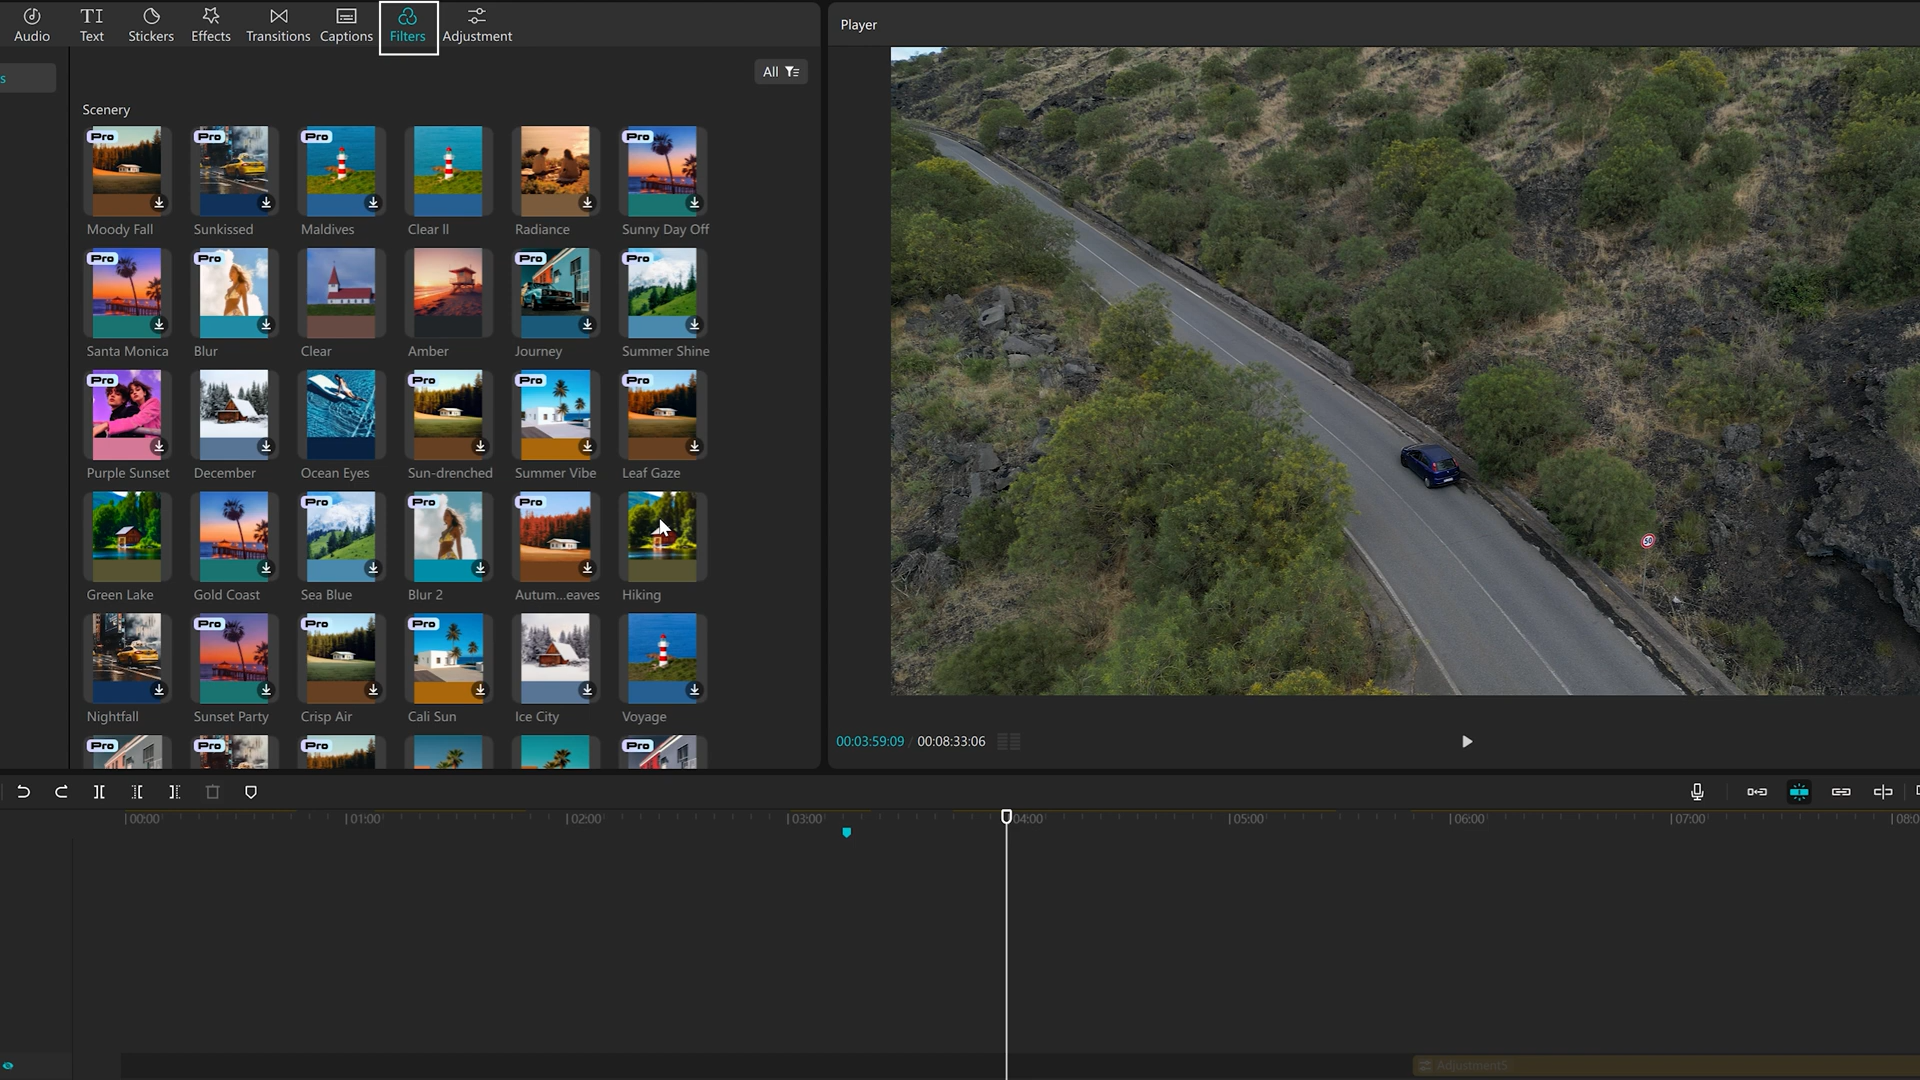 Audio Text Stickers Effects Transitions Captions Filters Adjustment
Player
s
All
Scenery
Pro Pro Pro Pro
Moody Fall Sunkissed Maldives Clear ll Radiance Sunny Day Off
Pro Pro Pro Pro
Santa Monica Blur Clear Amber Journey Summer Shine
Pro Pro Pro Pro
Purple Sunset December Ocean Eyes Sun-drenched Summer Vibe Leaf Gaze
Pro Pro Pro
Green Lake Gold Coast Sea Blue Blur 2 Autum...eaves Hiking
Pro Pro Pro
Nightfall Sunset Party Crisp Air Cali Sun Ice City Voyage
Pro Pro Pro Pro
50
00:03:59:09 / 00:08:33:06
00:00 01:00 02:00 03:00 04:00 05:00 06:00 07:00 08:0
Adjustment5